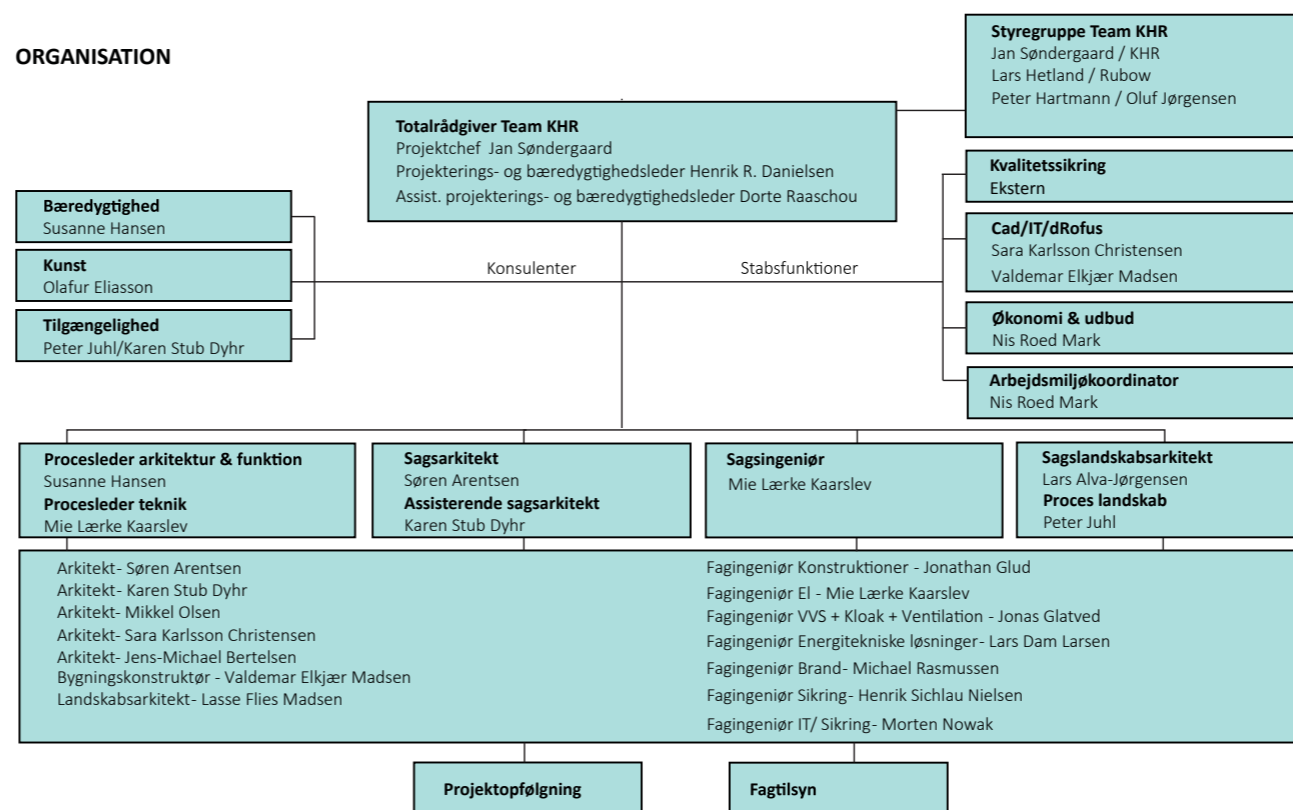 ORGANISATION
Styregruppe Team KHR
Jan Søndergaard / KHR
Lars Hetland / Rubow
Peter Hartmann / Oluf Jørgensen
Totalrådgiver Team KHR
Projektchef  Jan Søndergaard
Projekterings- og bæredygtighedsleder Henrik R. Danielsen
Assist. projekterings- og bæredygtighedsleder Dorte Raaschou
Bæredygtighed
Susanne Hansen
Kunst
Olafur Eliasson
Tilgængelighed
Peter Juhl/Karen Stub Dyhr
Konsulenter
Stabsfunktioner
Kvalitetssikring
Ekstern
Cad/IT/dRofus
Sara Karlsson Christensen
Valdemar Elkjær Madsen
Økonomi & udbud
Nis Roed Mark
Arbejdsmiljøkoordinator
Nis Roed Mark
Procesleder arkitektur & funktion
Susanne Hansen
Procesleder teknik
Mie Lærke Kaarslev
Sagsarkitekt
Søren Arentsen
Assisterende sagsarkitekt
Karen Stub Dyhr
Sagsingeniør
Mie Lærke Kaarslev
Sagslandskabsarkitekt
Lars Alva-Jørgensen
Proces landskab
Peter Juhl
Arkitekt- Søren Arentsen
Arkitekt- Karen Stub Dyhr
Arkitekt- Mikkel Olsen
Arkitekt- Sara Karlsson Christensen
Arkitekt- Jens-Michael Bertelsen
Bygningskonstruktør - Valdemar Elkjær Madsen
Landskabsarkitekt- Lasse Flies Madsen
Fagingeniør Konstruktioner - Jonathan Glud
Fagingeniør El - Mie Lærke Kaarslev
Fagingeniør VVS + Kloak + Ventilation - Jonas Glatved
Fagingeniør Energitekniske løsninger- Lars Dam Larsen
Fagingeniør Brand- Michael Rasmussen
Fagingeniør Sikring- Henrik Sichlau Nielsen
Fagingeniør IT/ Sikring- Morten Nowak
Projektopfølgning
Fagtilsyn